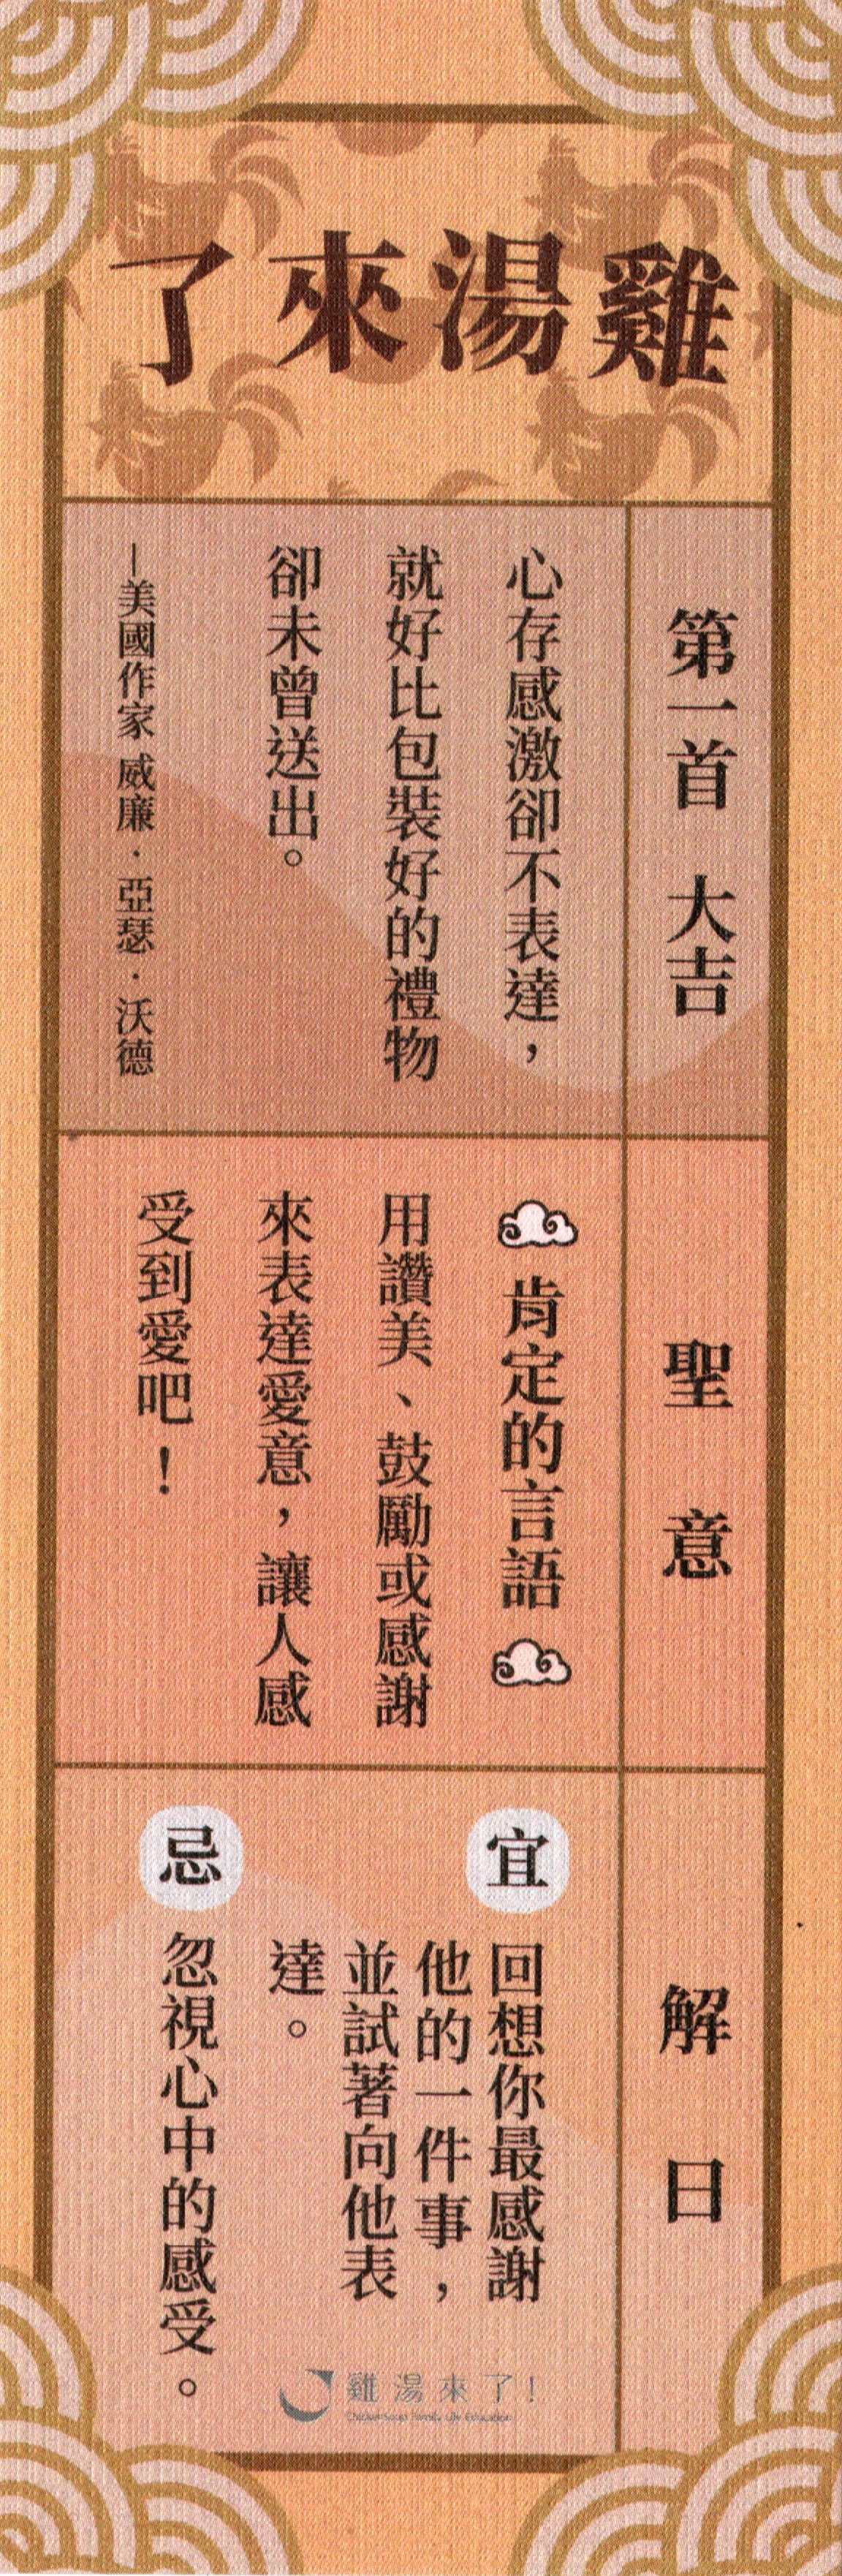 雞湯來了
第一首 大吉
心存感激卻不表達，
就好比包裝好的禮物
卻未曾送出。
—美國作家 威廉．亞瑟．沃德
聖意
肯定的言語
用讚美、鼓勵或感謝
來表達愛意，讓人感
受到愛吧！
解日
宜
回想你最感謝
他的一件事，
並試著向他表
達。
忌
忽視心中的感受。
雞湯來了！
Chicken Soup Family Life Education